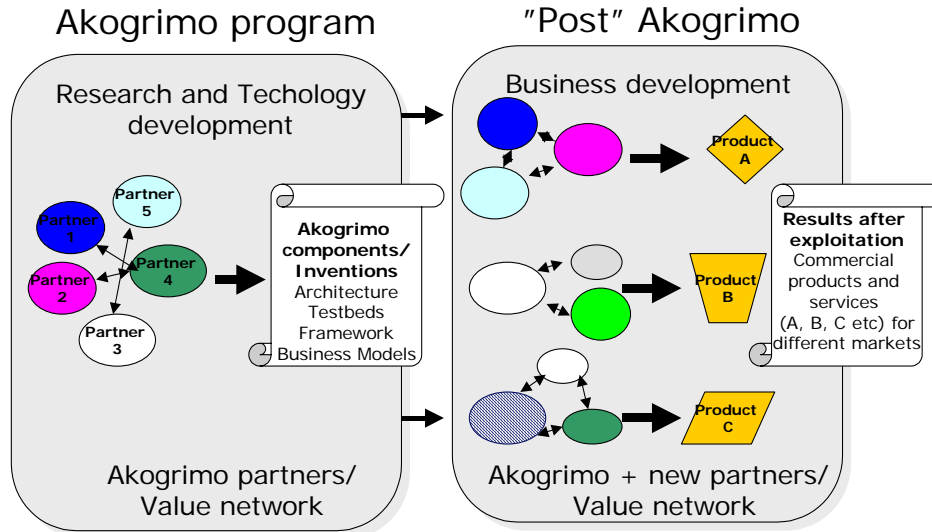 Akogrimo program
Research and Techology
development
Partner
5
Partner
1
Partner
4
Partner
2
Partner
3
Akogrimo
components/
Inventions
Architecture
Testbeds
Framework
Business Models
Akogrimo partners/
Value network
"Post" Akogrimo
Business development
Product
A
Product
B
Product
C
Results after
exploitation
Commercial
products and
services
(A, B, C etc) for
different markets
Akogrimo + new partners/
Value network